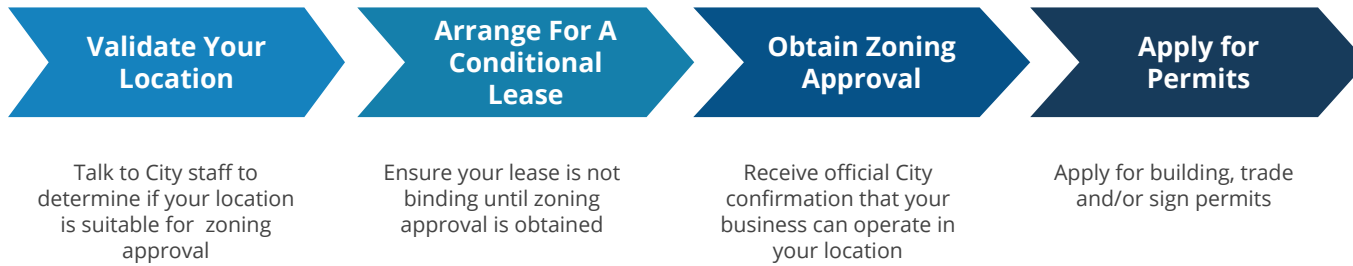 Validate Your
Location
Arrange For A
Conditional
Lease
Obtain Zoning
Approval
Apply for
Permits
Talk to City staff to
determine if your location
is suitable for  zoning
approval
Ensure your lease is not
binding until zoning
approval is obtained
Receive official City
confirmation that your
business can operate in
your location
Apply for building, trade
and/or sign permits